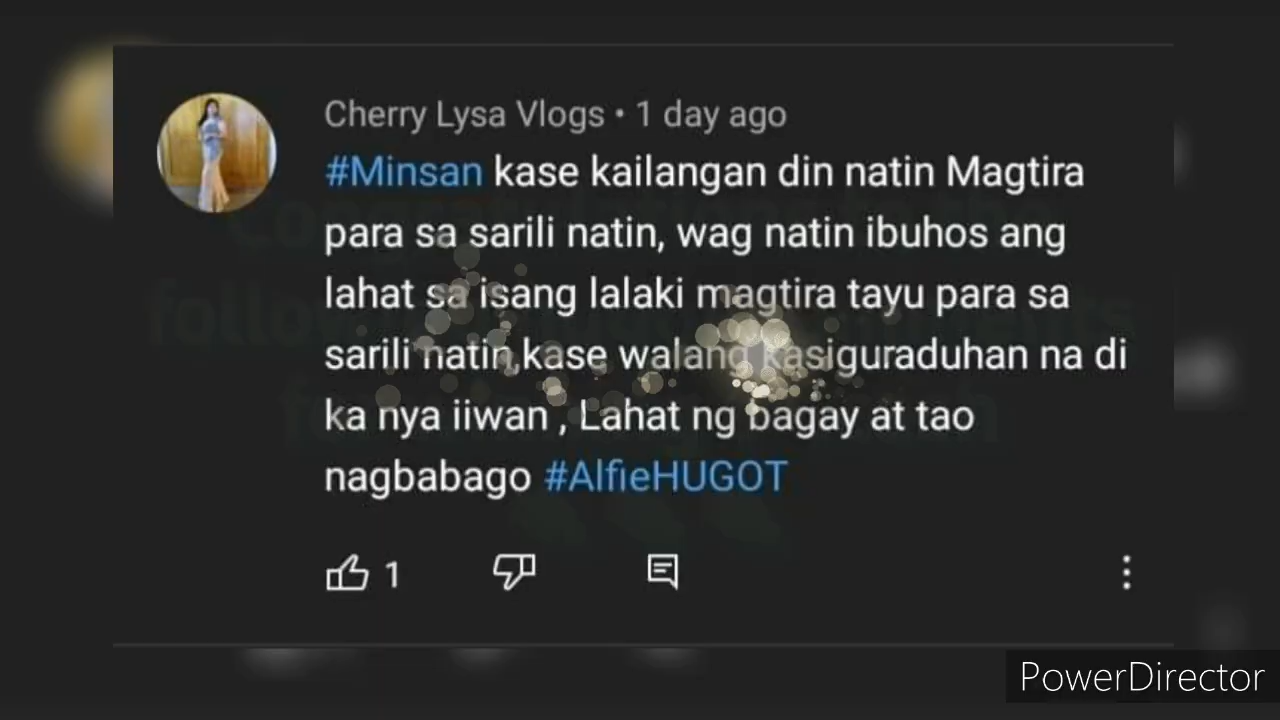 Cherry Lysa Vlogs • 1 day ago
#Minsan kase kailangan din natin Magtira
para sa sarili natin, wag natin ibuhos ang
lahat sa isang lalaki magtira tayu para sa
sarili natin,kase walang kasiguraduhan na di
ka nya iiwan , Lahat ng bagay at tao
nagbabago #AlfieHUGOT
1
PowerDirector